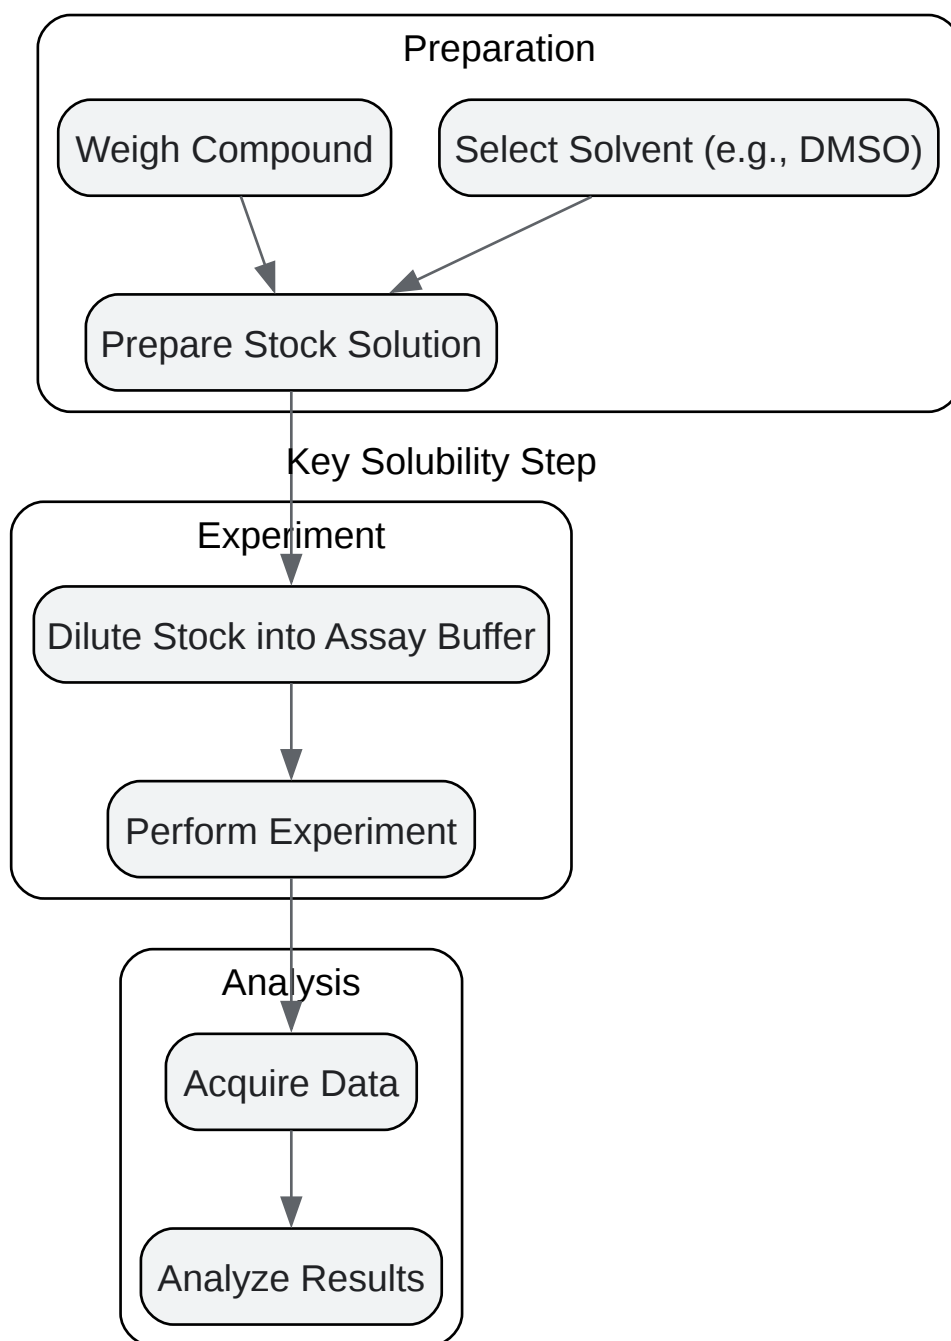 Preparation
Weigh Compound
Select Solvent (e.g., DMSO)
Prepare Stock Solution
Key Solubility Step
Experiment
Dilute Stock into Assay Buffer
Perform Experiment
Analysis
Acquire Data
Analyze Results